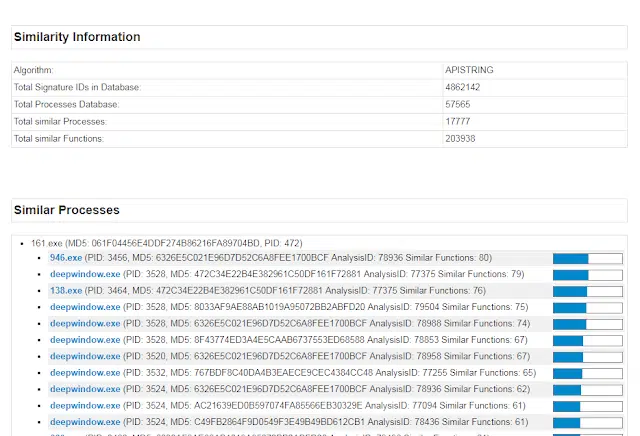 Similarity Information
Algorithm: APISTRING
Total Signature IDs in Database: 4862142
Total Processes Database: 57565
Total similar Processes: 17777
Total similar Functions: 203938
Similar Processes
161.exe (MD5: 061F04456E4DDF274B86216FA89704BD, PID: 472)
946.exe (PID: 3456, MD5: 6326E5C021E96D7D52C6A8FEE1700BCF AnalysisID: 78936 Similar Functions: 80)
deepwindow.exe (PID: 3528, MD5: 472C34E22B4E382961C50DF161F72881 AnalysisID: 77375 Similar Functions: 79)
138.exe (PID: 3464, MD5: 472C34E22B4E382961C50DF161F72881 AnalysisID: 77375 Similar Functions: 76)
deepwindow.exe (PID: 3528, MD5: 8033AF9AE88AB1019A95072BB2ABFD20 AnalysisID: 79504 Similar Functions: 75)
deepwindow.exe (PID: 3528, MD5: 6326E5C021E96D7D52C6A8FEE1700BCF AnalysisID: 78988 Similar Functions: 74)
deepwindow.exe (PID: 3528, MD5: 8F43774ED3A4E5CAAB6737553ED68588 AnalysisID: 78853 Similar Functions: 67)
deepwindow.exe (PID: 3520, MD5: 6326E5C021E96D7D52C6A8FEE1700BCF AnalysisID: 78958 Similar Functions: 67)
deepwindow.exe (PID: 3532, MD5: 767BDF8C40DA4B3EAECE9CEC4384CC48 AnalysisID: 77255 Similar Functions: 65)
deepwindow.exe (PID: 3524, MD5: 6326E5C021E96D7D52C6A8FEE1700BCF AnalysisID: 78936 Similar Functions: 62)
deepwindow.exe (PID: 3524, MD5: AC21639ED0B597074FA85566EB30329E AnalysisID: 77094 Similar Functions: 61)
deepwindow.exe (PID: 3524, MD5: C49FB2864F9D0549F3E49B49BD612CB1 AnalysisID: 78436 Similar Functions: 61)